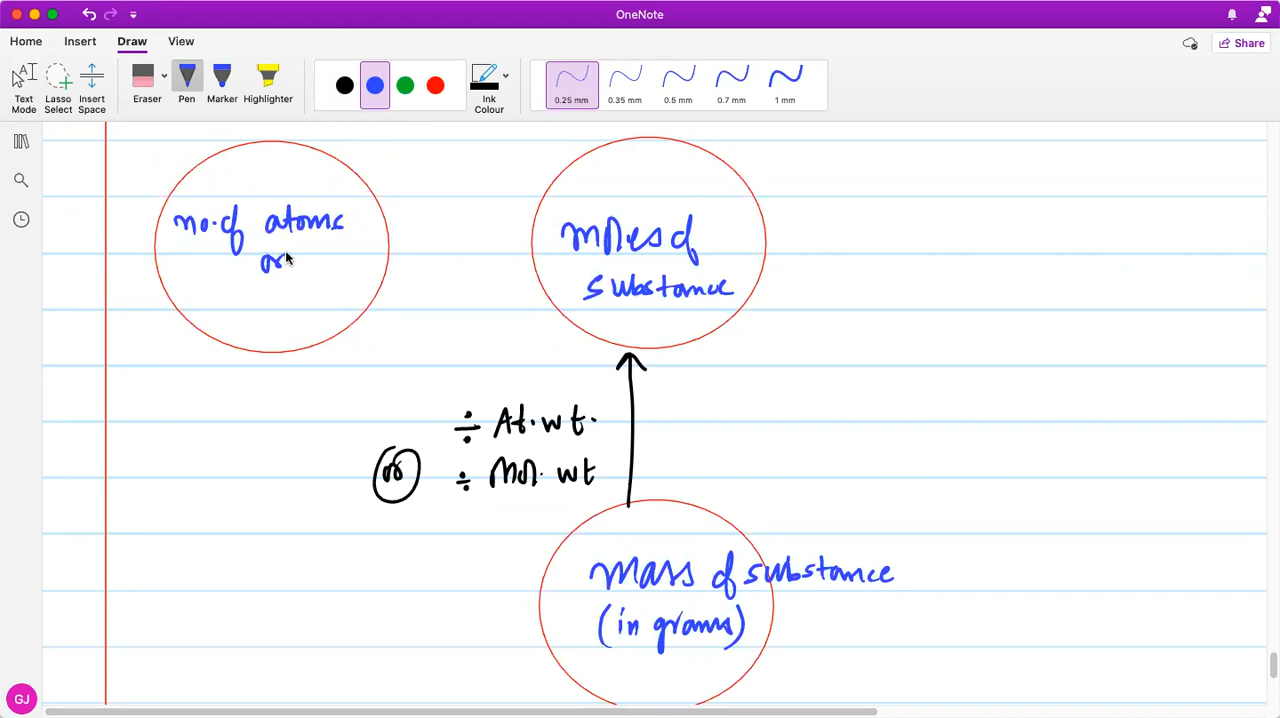 OneNote
Home Insert Draw View
Share
Text Mode
Lasso Select
Insert Space
Eraser
Pen
Marker
Highlighter
Ink Colour
0.25 mm
0.35 mm
0.5 mm
0.7 mm
1 mm
no. of atoms
or
moles of
substance
÷ At. wt.
or ÷ Mol. wt
mass of substance
(in grams)
GJ